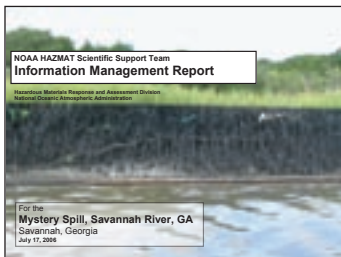 NOAA HAZMAT Scientific Support Team
Information Management Report
Hazardous Materials Response and Assessment Division
National Oceanic Atmospheric Administration
For the
Mystery Spill, Savannah River, GA
Savannah, Georgia
July 17, 2006